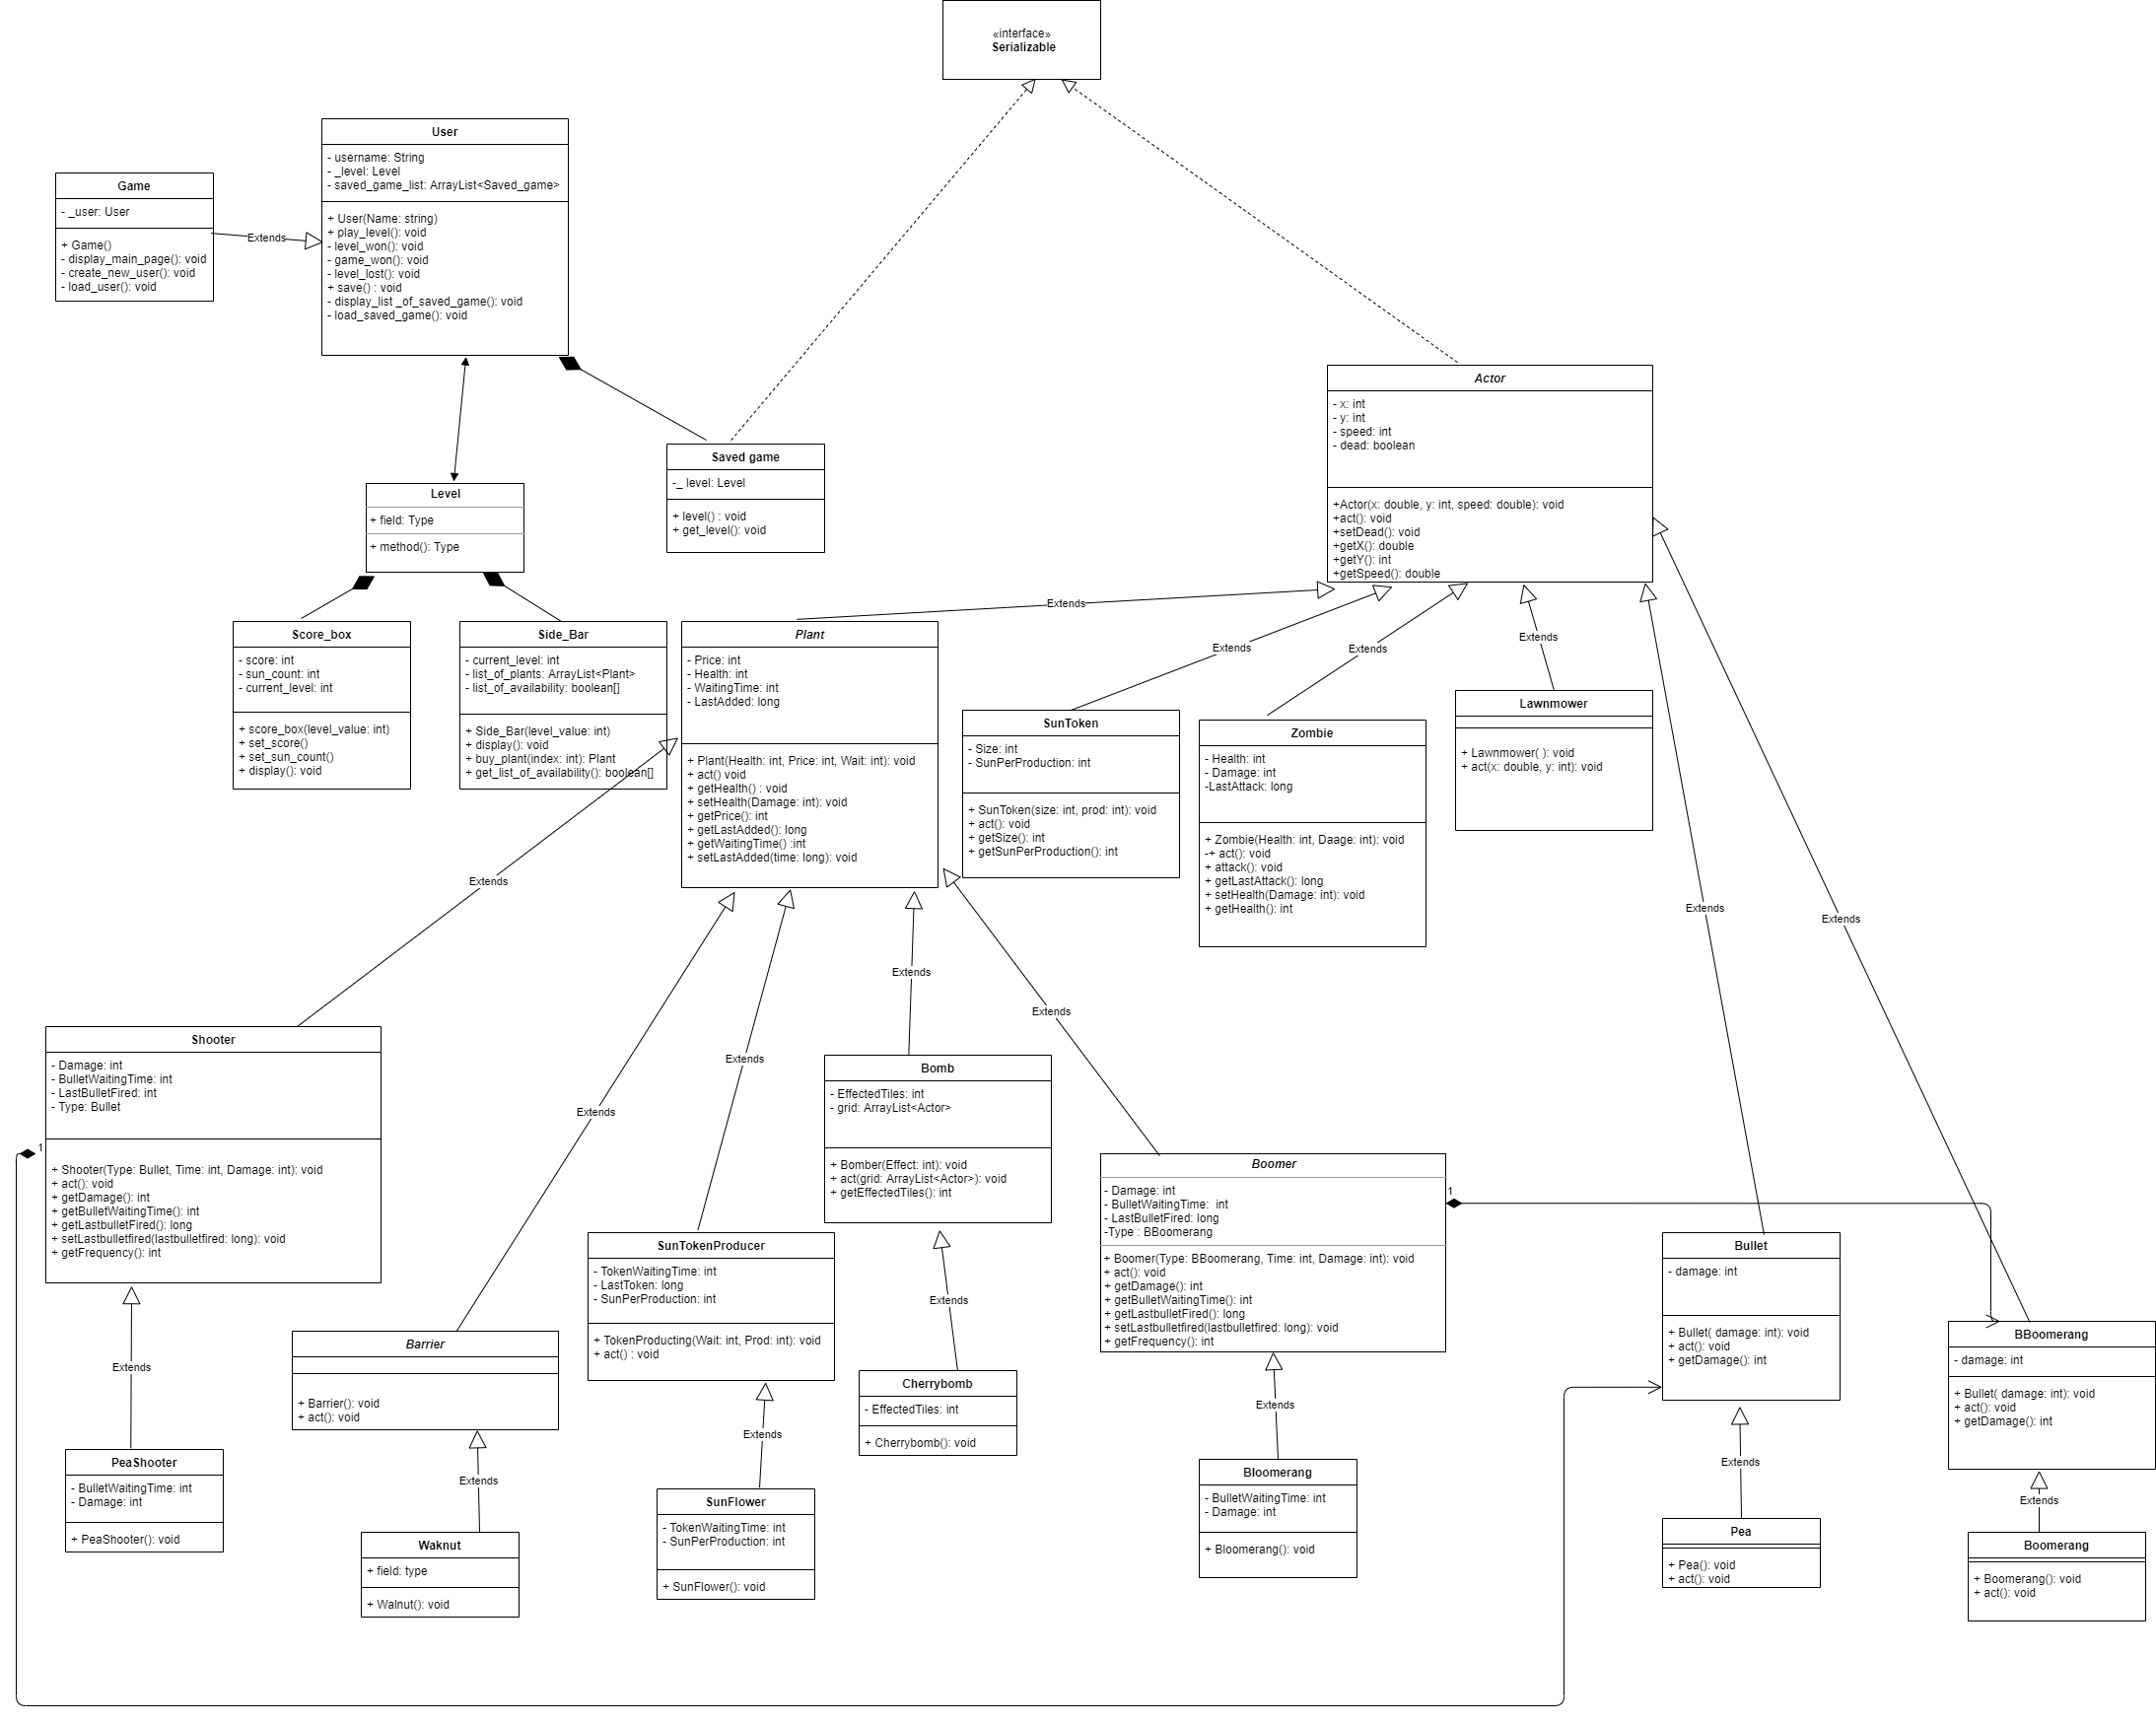 «interface»
Serializable
User
- username: String
- _level: Level
- saved_game_list: ArrayList<Saved_game>
+ User(Name: string)
+ play_level(): void
- level_won(): void
- game_won(): void
- level_lost(): void
+ save() : void
- display_list _of_saved_game(): void
- load_saved_game(): void
Game
- _user: User
+ Game()
- display_main_page(): void
- create_new_user(): void
- load_user(): void
Extends
Actor
- x: int
- y: int
- speed: int
- dead: boolean
+Actor(x: double, y: int, speed: double): void
+act(): void
+setDead(): void
+getX(): double
+getY(): int
+getSpeed(): double
Saved game
-_ level: Level
+ level() : void
+ get_level(): void
Level
+ field: Type
+ method(): Type
Score_box
- score: int
- sun_count: int
- current_level: int
+ score_box(level_value: int)
+ set_score()
+ set_sun_count()
+ display(): void
Side_Bar
- current_level: int
- list_of_plants: ArrayList<Plant>
- list_of_availability: boolean[]
+ Side_Bar(level_value: int)
+ display(): void
+ buy_plant(index: int): Plant
+ get_list_of_availability(): boolean[]
Plant
- Price: int
- Health: int
- WaitingTime: int
- LastAdded: long
+ Plant(Health: int, Price: int, Wait: int): void
+ act() void
+ getHealth() : void
+ setHealth(Damage: int): void
+ getPrice(): int
+ getLastAdded(): long
+ getWaitingTime() :int
+ setLastAdded(time: long): void
Extends
Extends
Extends
Extends
SunToken
- Size: int
- SunPerProduction: int
+ SunToken(size: int, prod: int): void
+ act(): void
+ getSize(): int
+ getSunPerProduction(): int
Zombie
- Health: int
- Damage: int
-LastAttack: long
+ Zombie(Health: int, Daage: int): void
-+ act(): void
+ attack(): void
+ getLastAttack(): long
+ setHealth(Damage: int): void
+ getHealth(): int
Lawnmower
+ Lawnmower( ): void
+ act(x: double, y: int): void
Extends
Extends
Extends
Extends
Extends
Extends
Extends
Shooter
- Damage: int
- BulletWaitingTime: int
- LastBulletFired: int
- Type: Bullet
+ Shooter(Type: Bullet, Time: int, Damage: int): void
+ act(): void
+ getDamage(): int
+ getBulletWaitingTime(): int
+ getLastbulletFired(): long
+ setLastbulletfired(lastbulletfired: long): void
+ getFrequency(): int
1
Bomb
- EffectedTiles: int
- grid: ArrayList<Actor>
+ Bomber(Effect: int): void
+ act(grid: ArrayList<Actor>): void
+ getEffectedTiles(): int
Boomer
- Damage: int
- BulletWaitingTime:  int
- LastBulletFired: long
-Type : BBoomerang
+ Boomer(Type: BBoomerang, Time: int, Damage: int): void
+ act(): void
+ getDamage(): int
+ getBulletWaitingTime(): int
+ getLastbulletFired(): long
+ setLastbulletfired(lastbulletfired: long): void
+ getFrequency(): int
1
SunTokenProducer
- TokenWaitingTime: int
- LastToken: long
- SunPerProduction: int
+ TokenProducting(Wait: int, Prod: int): void
+ act() : void
Bullet
- damage: int
+ Bullet( damage: int): void
+ act(): void
+ getDamage(): int
BBoomerang
- damage: int
+ Bullet( damage: int): void
+ act(): void
+ getDamage(): int
Barrier
+ Barrier(): void
+ act(): void
Extends
Extends
Extends
Extends
Extends
Extends
Extends
Cherrybomb
- EffectedTiles: int
+ Cherrybomb(): void
PeaShooter
- BulletWaitingTime: int
- Damage: int
+ PeaShooter(): void
Waknut
+ field: type
+ Walnut(): void
SunFlower
- TokenWaitingTime: int
- SunPerProduction: int
+ SunFlower(): void
Bloomerang
- BulletWaitingTime: int
- Damage: int
+ Bloomerang(): void
Pea
+ Pea(): void
+ act(): void
Boomerang
+ Boomerang(): void
+ act(): void